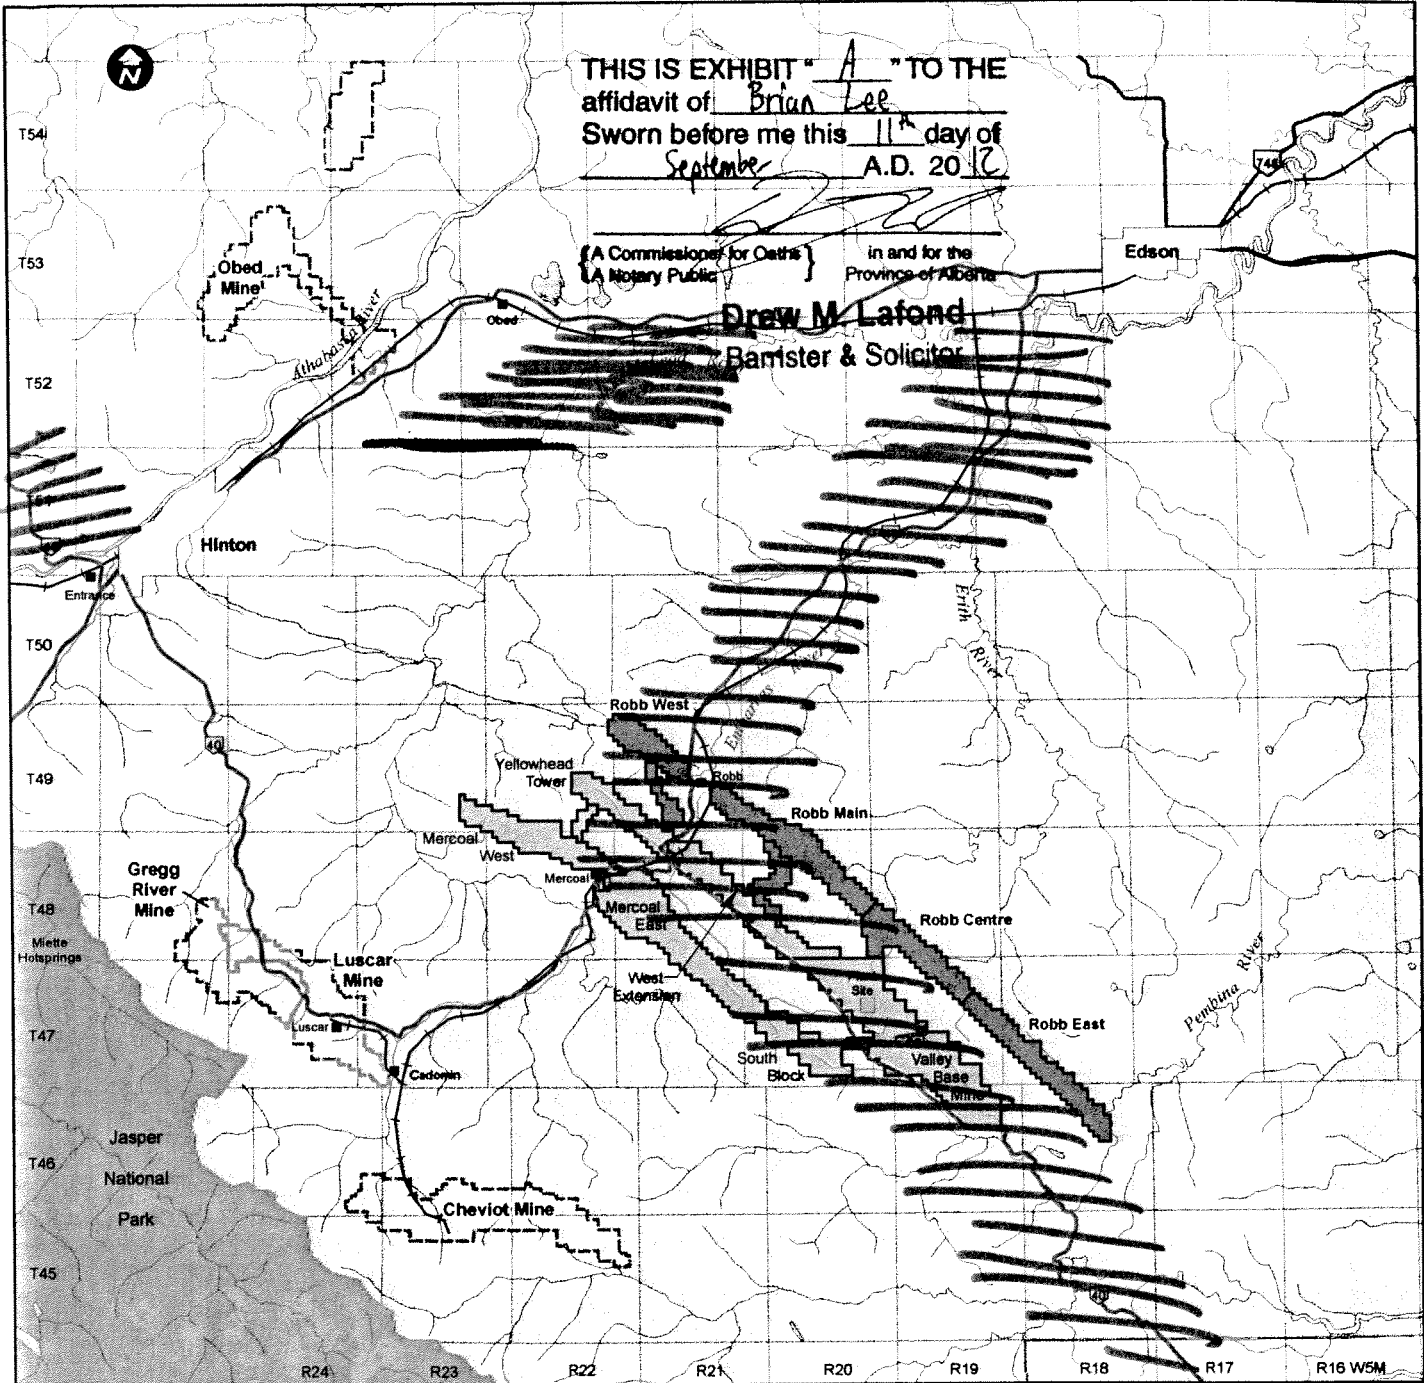 N
THIS IS EXHIBIT " A " TO THE
affidavit of Brian Lee
Sworn before me this 11th day of
September A.D. 2012
{A Commissioner for Oaths} in and for the
{A Notary Public} Province of Alberta
Drew M. Lafond
Barrister & Solicitor
T54
T53
T52
T51
T50
T49
T48
T47
T46
T45
Edson
Obed
Mine
Athabasca River
Obed
Hinton
Entrance
Erith
River
Embarras River
Robb West
Yellowhead
Tower
Robb
Robb Main
Mercoal
West
Mercoal
Mercoal
East
Robb Centre
Gregg
River
Mine
Miette
Hotsprings
Luscar
Mine
Luscar
West
Extension
Site
Robb East
Pembina River
Cadomin
South
Block
Valley
Base
Mine
Jasper
National
Park
Cheviot Mine
40
40
R24
R23
R22
R21
R20
R19
R18
R17
R16 W5M